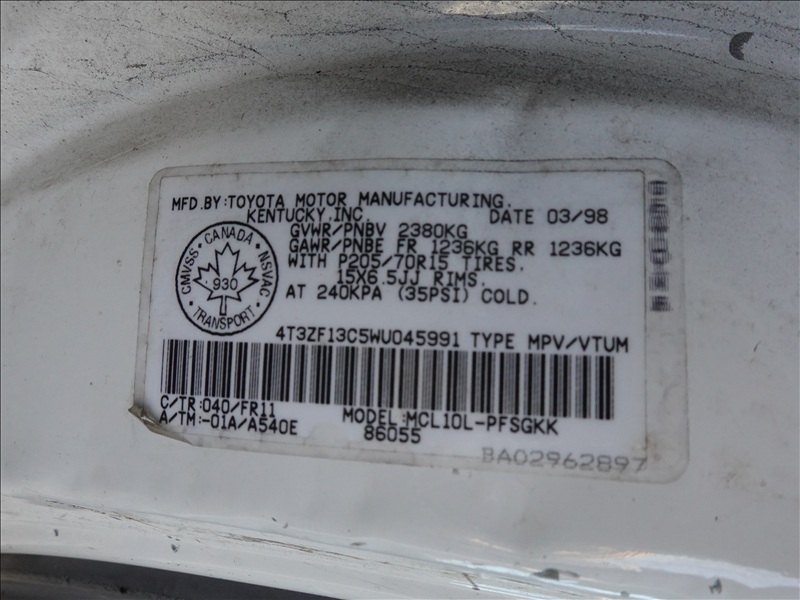 MFD.BY:TOYOTA MOTOR MANUFACTURING.
KENTUCKY.INC. DATE 03/98
GVWR/PNBV 2380KG
GAWR/PNBE FR 1236KG RR 1236KG
WITH P205/70R15 TIRES.
15X6.5JJ RIMS.
AT 240KPA (35PSI) COLD.
CMVSS · CANADA · NSVAC
930
· TRANSPORT ·
4T3ZF13C5WU045991 TYPE MPV/VTUM
C/TR:040/FR11 MODEL:MCL10L-PFSGKK
A/TM:-01A/A540E 86055
BA02962897